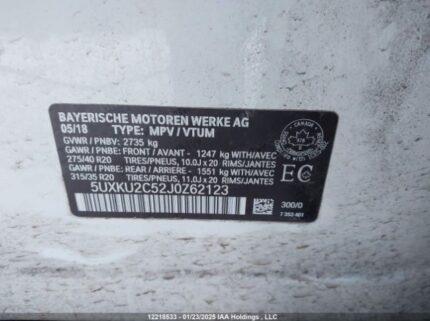 BAYERISCHE MOTOREN WERKE AG
05/18 TYPE: MPV / VTUM
GVWR / PNBV: 2735 kg
GAWR / PNBE: FRONT / AVANT - 1247 kg WITH/AVEC
275/40 R20 TIRES/PNEUS, 10.0J x 20 RIMS/JANTES
GAWR / PNBE: REAR / ARRIERE - 1551 kg WITH/AVEC
315/35 R20 TIRES/PNEUS, 11.0J x 20 RIMS/JANTES
5UXKU2C52J0Z62123
CANADA
EC
300/0
7 353 401
12218533 — 01/23/2025 IAA Holdings , LLC